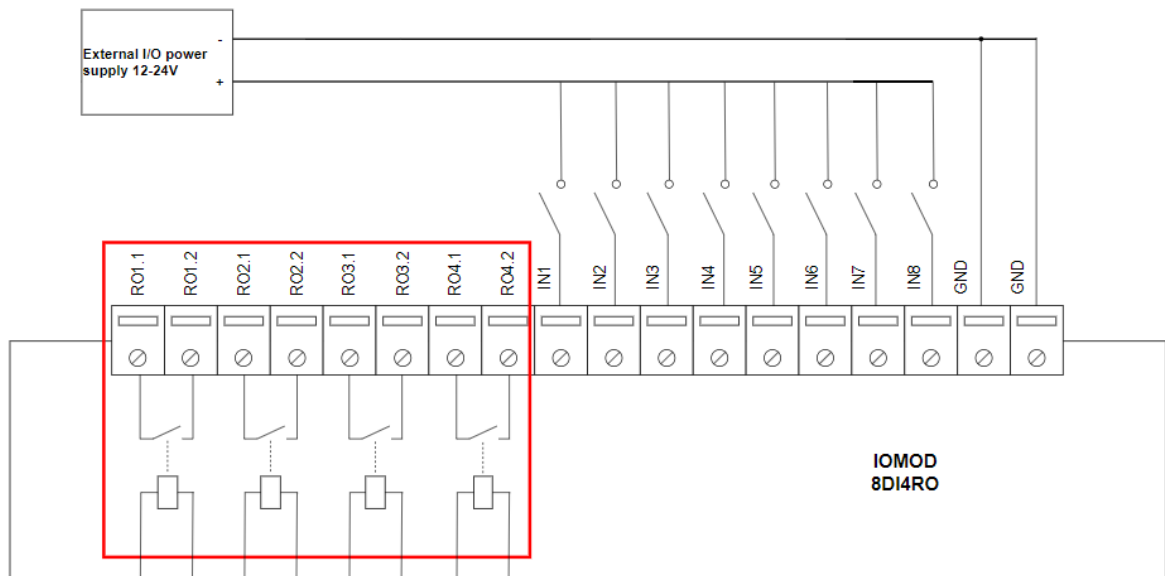 External I/O power
supply 12-24V
-
+
RO1.1
RO1.2
RO2.1
RO2.2
RO3.1
RO3.2
RO4.1
RO4.2
IN1
IN2
IN3
IN4
IN5
IN6
IN7
IN8
GND
GND
IOMOD
8DI4RO